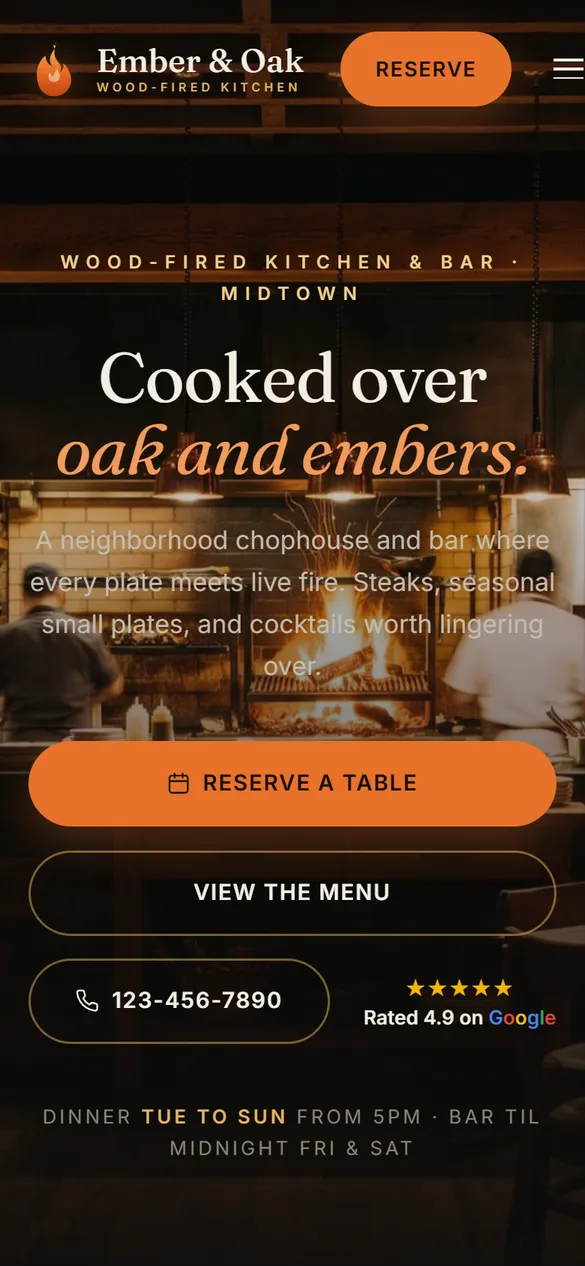 Ember & Oak
WOOD-FIRED KITCHEN
RESERVE
WOOD-FIRED KITCHEN & BAR ·
MIDTOWN
Cooked over
oak and embers.
A neighborhood chophouse and bar where
every plate meets live fire. Steaks, seasonal
small plates, and cocktails worth lingering
over.
RESERVE A TABLE
VIEW THE MENU
123-456-7890
★★★★★
Rated 4.9 on Google
DINNER TUE TO SUN FROM 5PM · BAR TIL
MIDNIGHT FRI & SAT